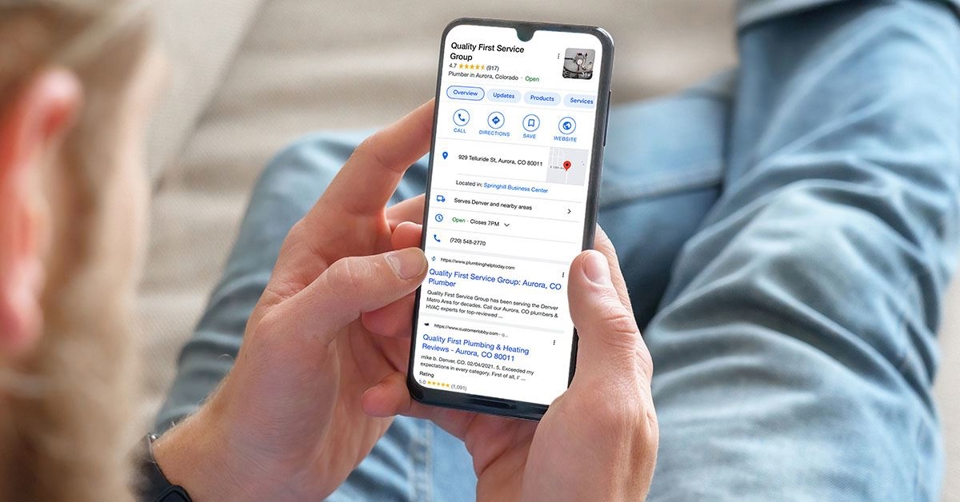 Quality First Service
Group
4.7 (917)
Plumber in Aurora, Colorado · Open
Overview Updates Products Services
CALL DIRECTIONS SAVE WEBSITE
929 Telluride St, Aurora, CO 80011
Located in: Springhill Business Center
Serves Denver and nearby areas
Open · Closes 7PM
(720) 548-2770
https://www.plumbinghelptoday.com
Quality First Service Group: Aurora, CO
Plumber
Quality First Service Group has been serving the Denver
Metro Area for decades. Call our Aurora, CO plumbers &
HVAC experts for top-reviewed ...
https://www.customerlobby.com
Quality First Plumbing & Heating
Reviews - Aurora, CO 80011
mike b. Denver, CO. 02/04/2021. 5. Exceeded my
expectations in every category. First of all, I' ...
Rating
5.0 (1,091)